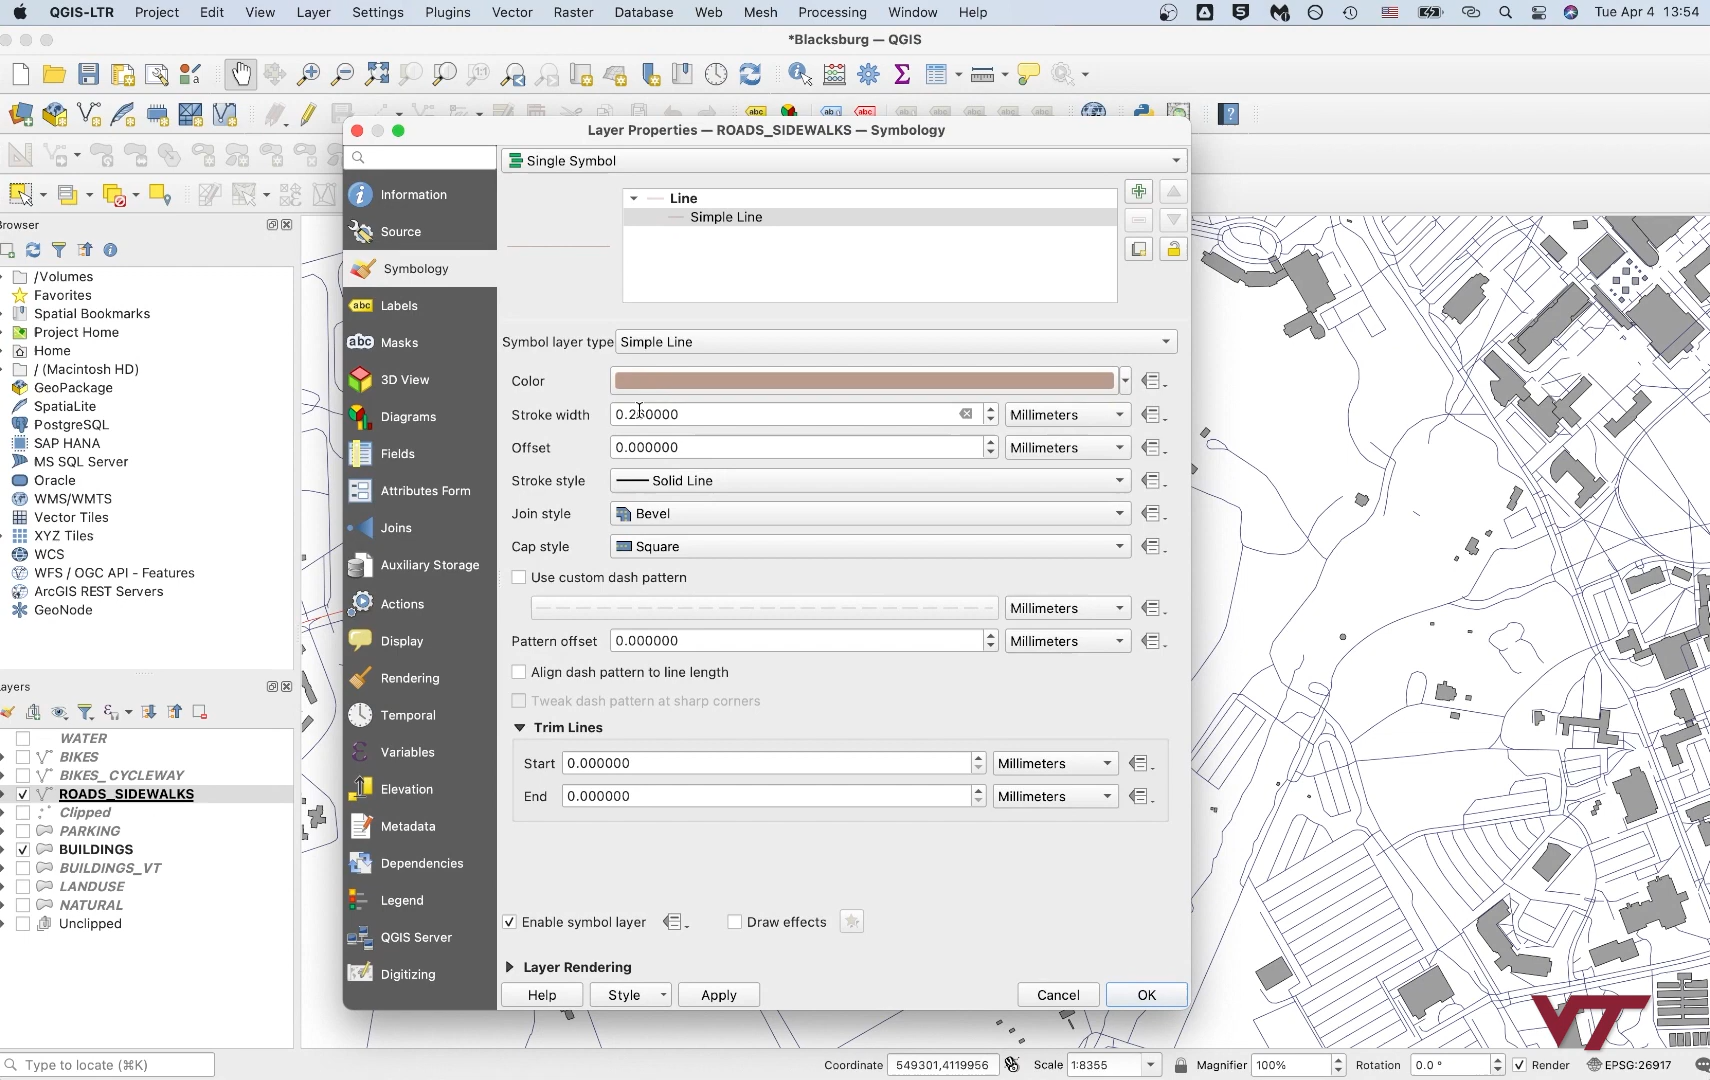 QGIS-LTR Project Edit View Layer Settings Plugins Vector Raster Database Web Mesh Processing Window Help Tue Apr 4 13:54
*Blacksburg — QGIS
Layer Properties — ROADS_SIDEWALKS — Symbology
Single Symbol
Information
Source
Symbology
Labels
Masks
3D View
Diagrams
Fields
Attributes Form
Joins
Auxiliary Storage
Actions
Display
Rendering
Temporal
Variables
Elevation
Metadata
Dependencies
Legend
QGIS Server
Digitizing
Line
Simple Line
Symbol layer type Simple Line
Color
Stroke width Millimeters
Offset 0.000000 Millimeters
Stroke style Solid Line
Join style Bevel
Cap style Square
Use custom dash pattern
Millimeters
Pattern offset 0.000000 Millimeters
Align dash pattern to line length
Tweak dash pattern at sharp corners
Trim Lines
Start 0.000000 Millimeters
End 0.000000 Millimeters
Enable symbol layer Draw effects
Layer Rendering
Help Style Apply Cancel OK
rowser
/Volumes
Favorites
Spatial Bookmarks
Project Home
Home
/ (Macintosh HD)
GeoPackage
SpatiaLite
PostgreSQL
SAP HANA
MS SQL Server
Oracle
WMS/WMTS
Vector Tiles
XYZ Tiles
WCS
WFS / OGC API - Features
ArcGIS REST Servers
GeoNode
ayers
WATER
BIKES
BIKES_CYCLEWAY
ROADS_SIDEWALKS
Clipped
PARKING
BUILDINGS
BUILDINGS_VT
LANDUSE
NATURAL
Unclipped
Type to locate (⌘K) Coordinate 549301,4119956 Scale 1:8355 Magnifier 100% Rotation 0.0 ° Render EPSG:26917
VT